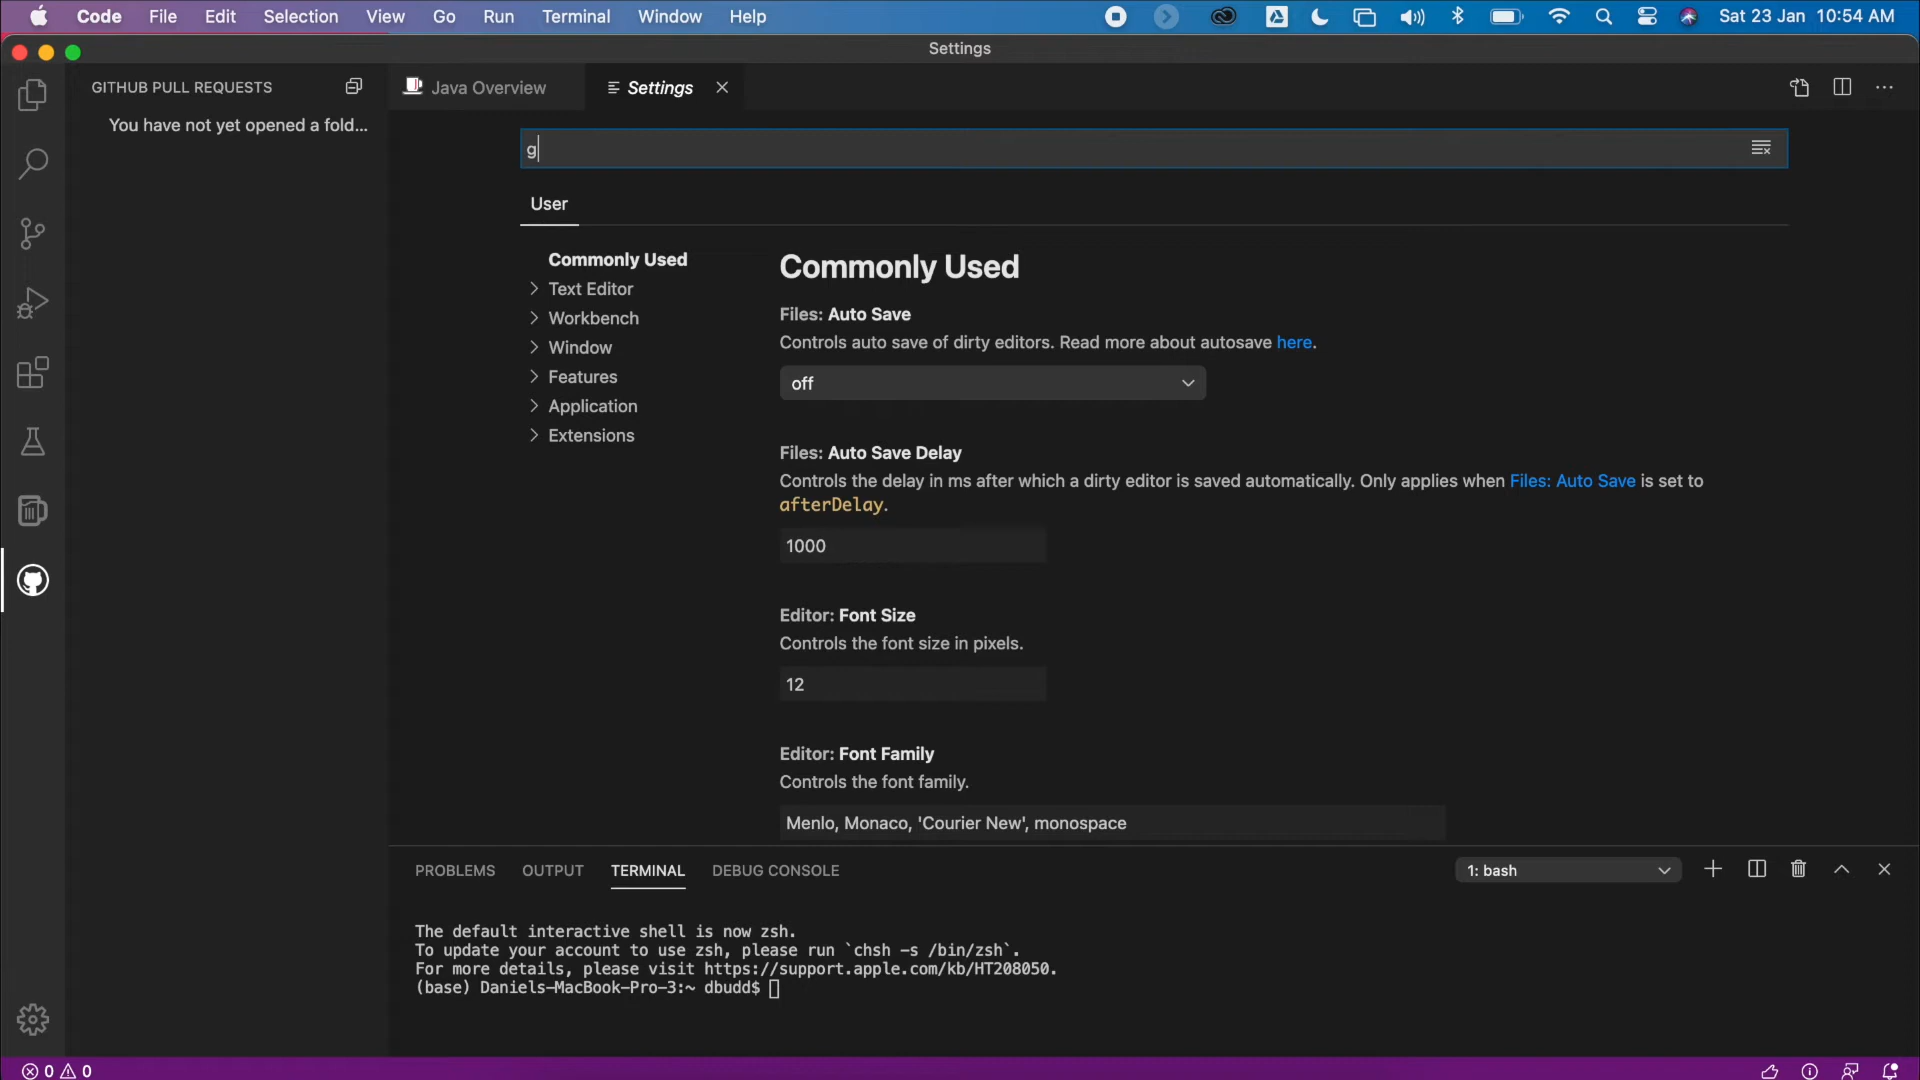 Code File Edit Selection View Go Run Terminal Window Help Sat 23 Jan 10:54 AM
Settings
GITHUB PULL REQUESTS
You have not yet opened a fold...
Java Overview
Settings
g
User
Commonly Used
Text Editor
Workbench
Window
Features
Application
Extensions
Commonly Used
Files: Auto Save
Controls auto save of dirty editors. Read more about autosave here.
off
Files: Auto Save Delay
Controls the delay in ms after which a dirty editor is saved automatically. Only applies when Files: Auto Save is set to
afterDelay.
1000
Editor: Font Size
Controls the font size in pixels.
12
Editor: Font Family
Controls the font family.
Menlo, Monaco, 'Courier New', monospace
PROBLEMS OUTPUT TERMINAL DEBUG CONSOLE 1: bash
The default interactive shell is now zsh.
To update your account to use zsh, please run `chsh -s /bin/zsh`.
For more details, please visit https://support.apple.com/kb/HT208050.
(base) Daniels-MacBook-Pro-3:~ dbudd$
0 0